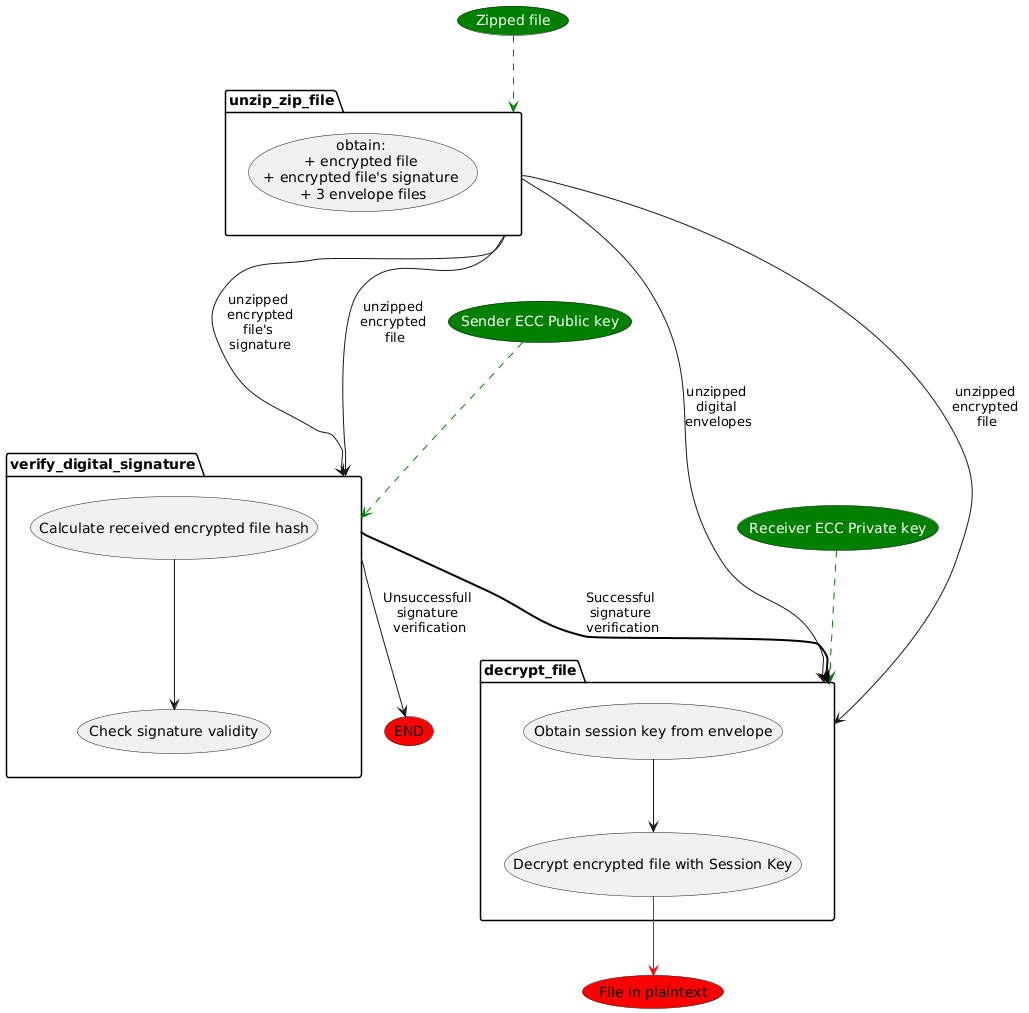 Zipped file
unzip_zip_file
obtain:
+ encrypted file
+ encrypted file's signature
+ 3 envelope files
unzipped
encrypted
file's
signature
unzipped
encrypted
file
Sender ECC Public key
unzipped
digital
envelopes
unzipped
encrypted
file
verify_digital_signature
Calculate received encrypted file hash
Check signature validity
Receiver ECC Private key
Unsuccessfull
signature
verification
Successful
signature
verification
END
decrypt_file
Obtain session key from envelope
Decrypt encrypted file with Session Key
File in plaintext